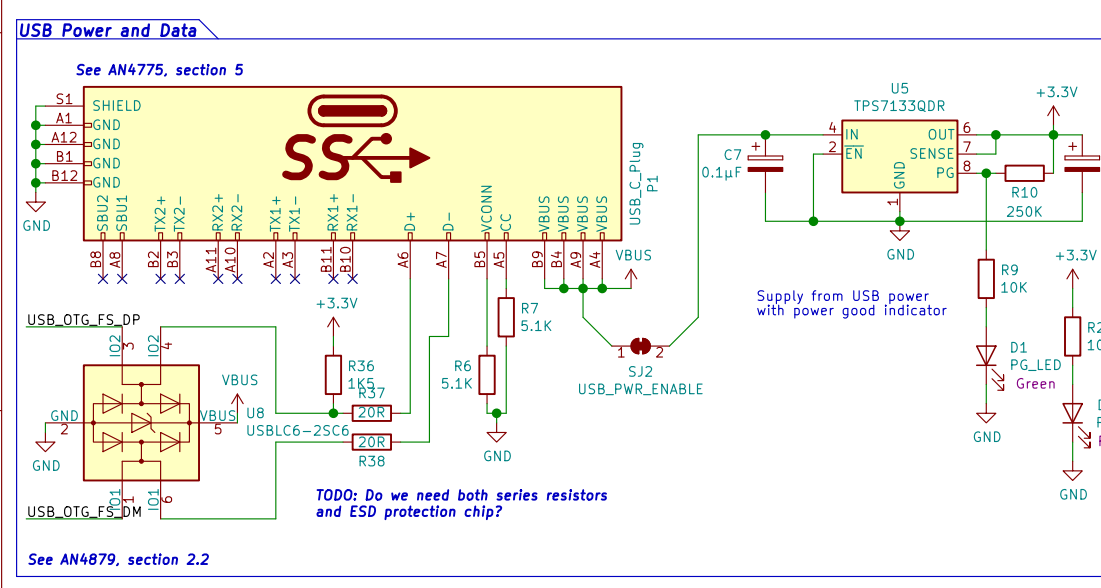 USB Power and Data
See AN4775, section 5
S1 SHIELD
A1 GND
A12 GND
B1 GND
B12 GND
GND
SS
SBU2 SBU1 TX2+ TX2- RX2+ RX2- TX1+ TX1- RX1+ RX1- D+ D- VCONN CC VBUS VBUS VBUS VBUS
B8 A8 B2 B3 A11 A10 A2 A3 B11 B10 A6 A7 B5 A5 B9 B4 A9 A4
USB_C_Plug
P1
VBUS
U5
TPS7133QDR
4 IN
2 EN
OUT 6
SENSE 7
PG 8
GND
1
GND
+
C7
0.1µF
+3.3V
+
R10
250K
R9
10K
D1
PG_LED
Green
GND
+3.3V
GND
Supply from USB power
with power good indicator
1 2
SJ2
USB_PWR_ENABLE
+3.3V
R36
1K5
R37
20R
20R
R38
R7
5.1K
R6
5.1K
GND
USB_OTG_FS_DP
IO2 3
IO2 4
GND
2
GND
VBUS
VBUS
5
U8
USBLC6-2SC6
IO1 1
IO1 6
USB_OTG_FS_DM
TODO: Do we need both series resistors
and ESD protection chip?
See AN4879, section 2.2